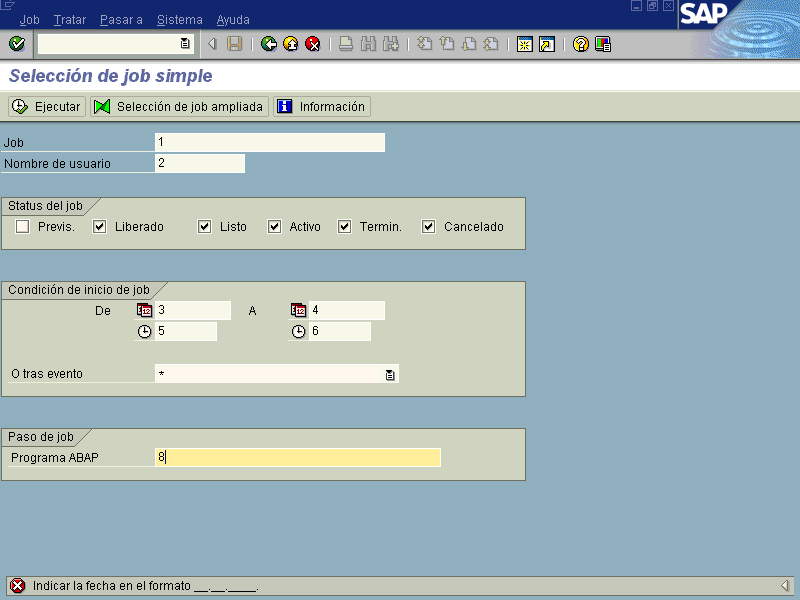 Job Tratar Pasar a Sistema Ayuda
SAP
Selección de job simple
Ejecutar Selección de job ampliada Información
Job 1
Nombre de usuario 2
Status del job
Previs. Liberado Listo Activo Termin. Cancelado
Condición de inicio de job
De 12 3 A 12 4
5 6
O tras evento *
Paso de job
Programa ABAP 8
Indicar la fecha en el formato __.__.____.